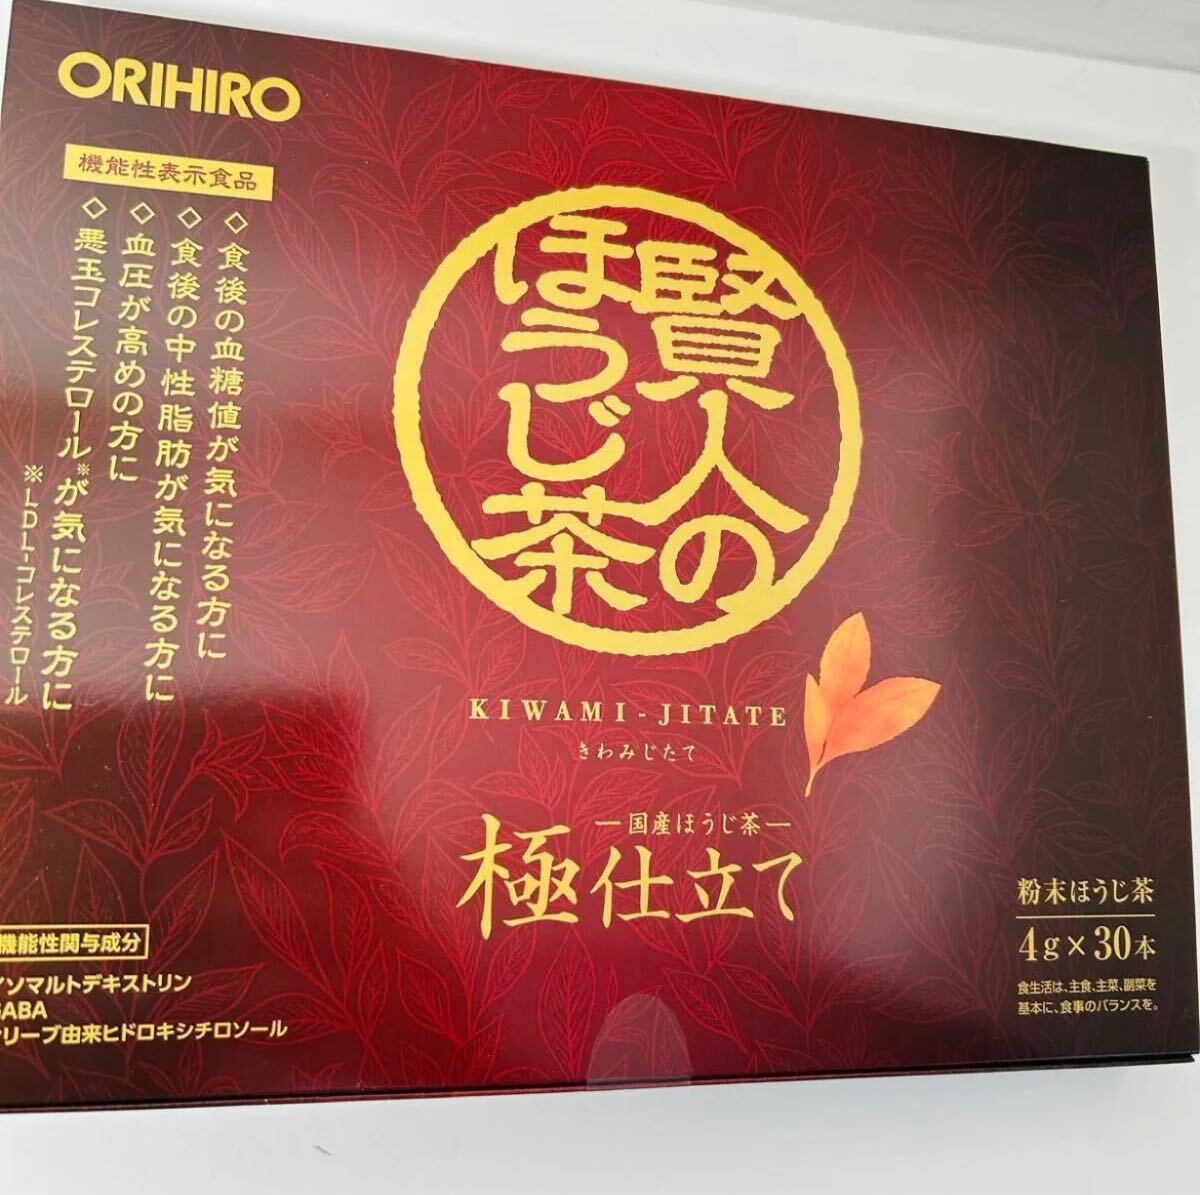 ORIHIRO
機能性表示食品
◇食後の血糖値が気になる方に
◇食後の中性脂肪が気になる方に
◇血圧が高めの方に
◇悪玉コレステロール※が気になる方に
※LDL-コレステロール
賢人の
ほうじ茶
KIWAMI-JITATE
きわみじたて
―国産ほうじ茶―
極仕立て
機能性関与成分
イソマルトデキストリン
GABA
オリーブ由来ヒドロキシチロソール
粉末ほうじ茶
4g×30本
食生活は、主食、主菜、副菜を
基本に、食事のバランスを。